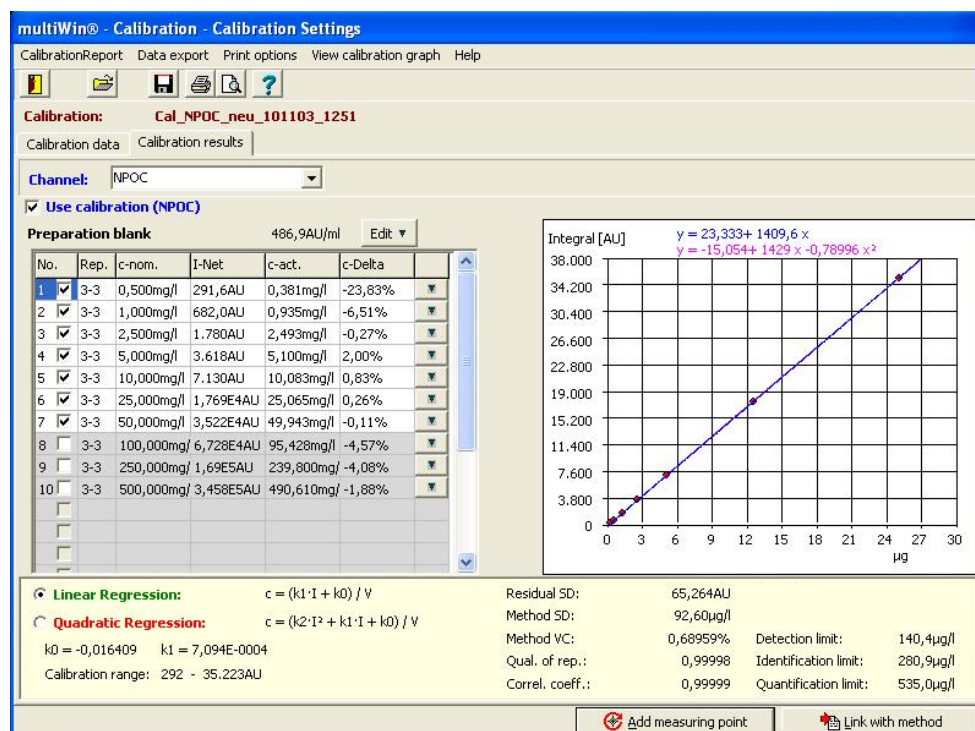 multiWin® - Calibration - Calibration Settings
CalibrationReport Data export Print options View calibration graph Help
Calibration: Cal_NPOC_neu_101103_1251
Calibration data Calibration results
Channel: NPOC
Use calibration (NPOC)
Preparation blank 486,9AU/ml Edit
No. Rep. c-nom. I-Net c-act. c-Delta
1 3-3 0,500mg/l 291,6AU 0,381mg/l -23,83%
2 3-3 1,000mg/l 682,0AU 0,935mg/l -6,51%
3 3-3 2,500mg/l 1.780AU 2,493mg/l -0,27%
4 3-3 5,000mg/l 3.618AU 5,100mg/l 2,00%
5 3-3 10,000mg/l 7.130AU 10,083mg/l 0,83%
6 3-3 25,000mg/l 1,769E4AU 25,065mg/l 0,26%
7 3-3 50,000mg/l 3,522E4AU 49,943mg/l -0,11%
8 3-3 100,000mg/ 6,728E4AU 95,428mg/l -4,57%
9 3-3 250,000mg/ 1,69E5AU 239,800mg/ -4,08%
10 3-3 500,000mg/ 3,458E5AU 490,610mg/ -1,88%
Integral [AU]
y = 23,333+ 1409,6 x
y = -15,054+ 1429 x -0,78996 x²
38.000
34.200
30.400
26.600
22.800
19.000
15.200
11.400
7.600
3.800
0
0 3 6 9 12 15 18 21 24 27 30
µg
Linear Regression: c = (k1·I + k0) / V
Quadratic Regression: c = (k2·I² + k1·I + k0) / V
k0 = -0,016409 k1 = 7,094E-0004
Calibration range: 292 - 35.223AU
Residual SD: 65,264AU
Method SD: 92,60µg/l
Method VC: 0,68959% Detection limit: 140,4µg/l
Qual. of rep.: 0,99998 Identification limit: 280,9µg/l
Correl. coeff.: 0,99999 Quantification limit: 535,0µg/l
Add measuring point Link with method